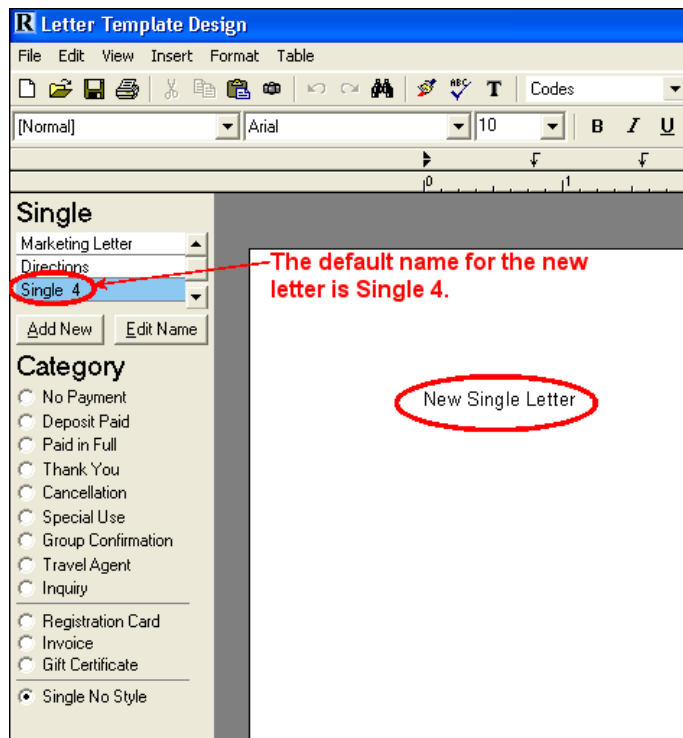 R Letter Template Design
File Edit View Insert Format Table
ABC T Codes
[Normal] Arial 10 B I U
0 1
Single
Marketing Letter
Directions
Single 4
The default name for the new
letter is Single 4.
Add New Edit Name
Category
No Payment
Deposit Paid
Paid in Full
Thank You
Cancellation
Special Use
Group Confirmation
Travel Agent
Inquiry
Registration Card
Invoice
Gift Certificate
Single No Style
New Single Letter